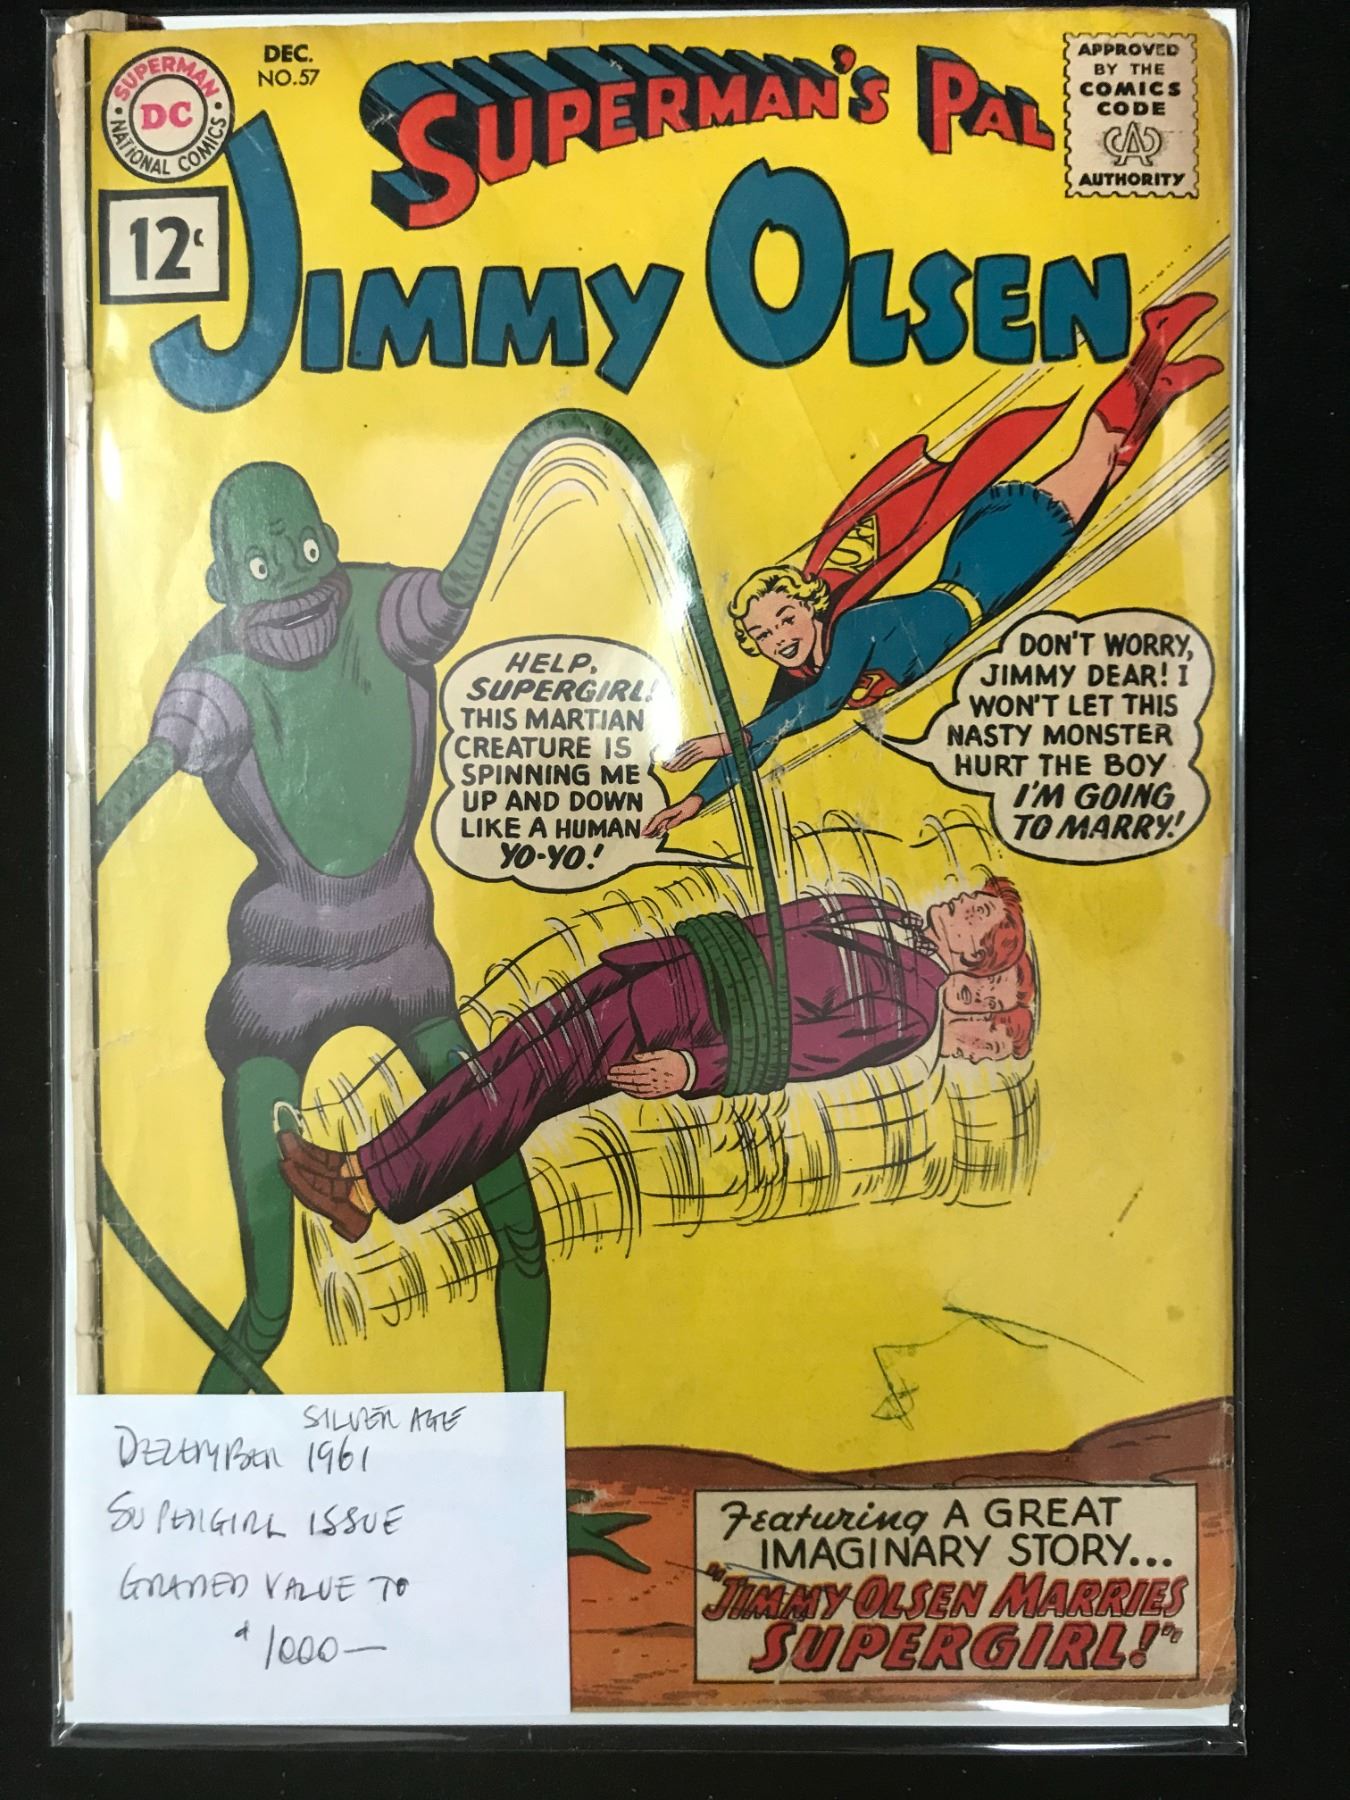 SUPERMAN
DC
NATIONAL COMICS
DEC.
NO.57
12¢
SUPERMAN'S PAL
JIMMY OLSEN
APPROVED
BY THE
COMICS
CODE
CA
AUTHORITY
HELP,
SUPERGIRL!
THIS MARTIAN
CREATURE IS
SPINNING ME
UP AND DOWN
LIKE A HUMAN
YO-YO!
S
S
DON'T WORRY,
JIMMY DEAR! I
WON'T LET THIS
NASTY MONSTER
HURT THE BOY
I'M GOING
TO MARRY!
SILVER AGE
DECEMBER 1961
SUPERGIRL ISSUE
GRADED VALUE TO
$1000—
Featuring A GREAT
IMAGINARY STORY...
"JIMMY OLSEN MARRIES
SUPERGIRL!"